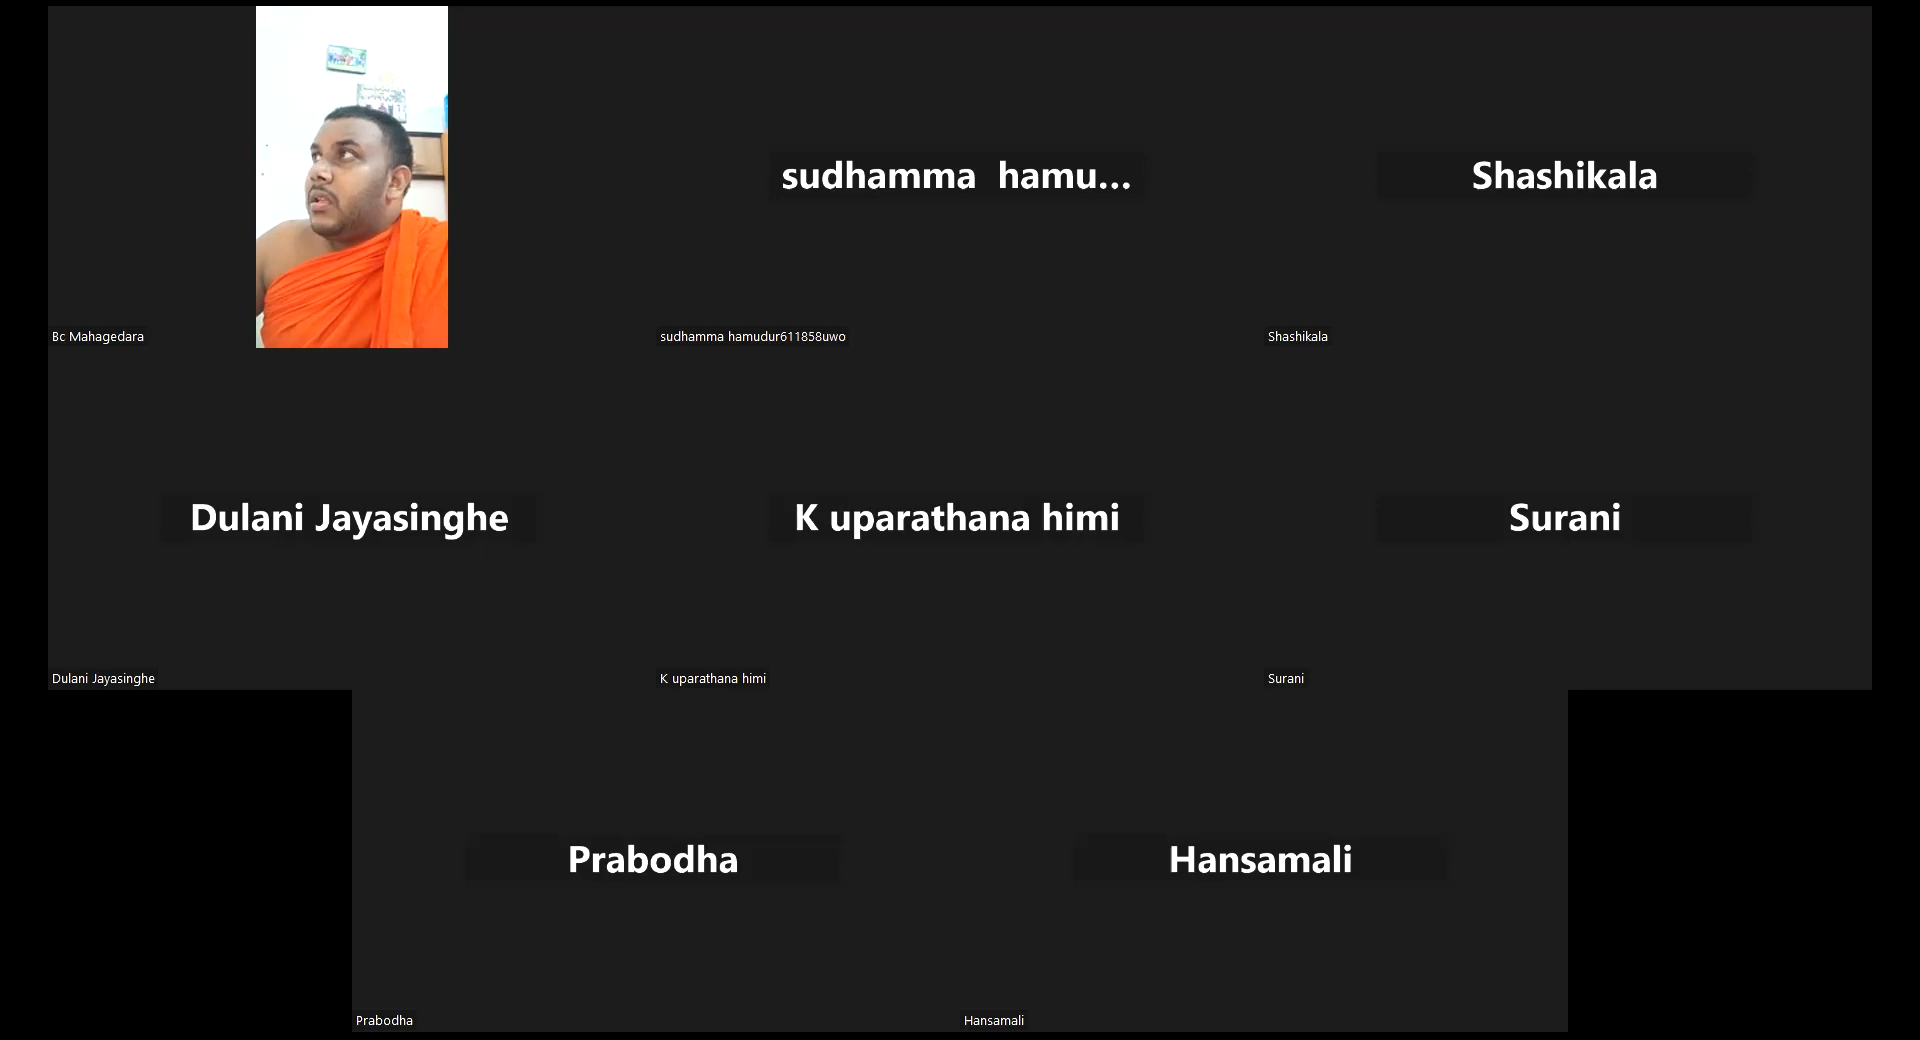 sudhamma  hamu...
Shashikala
Bc Mahagedara
sudhamma hamudur611858uwo
Shashikala
Dulani Jayasinghe
K uparathana himi
Surani
Dulani Jayasinghe
K uparathana himi
Surani
Prabodha
Hansamali
Prabodha
Hansamali